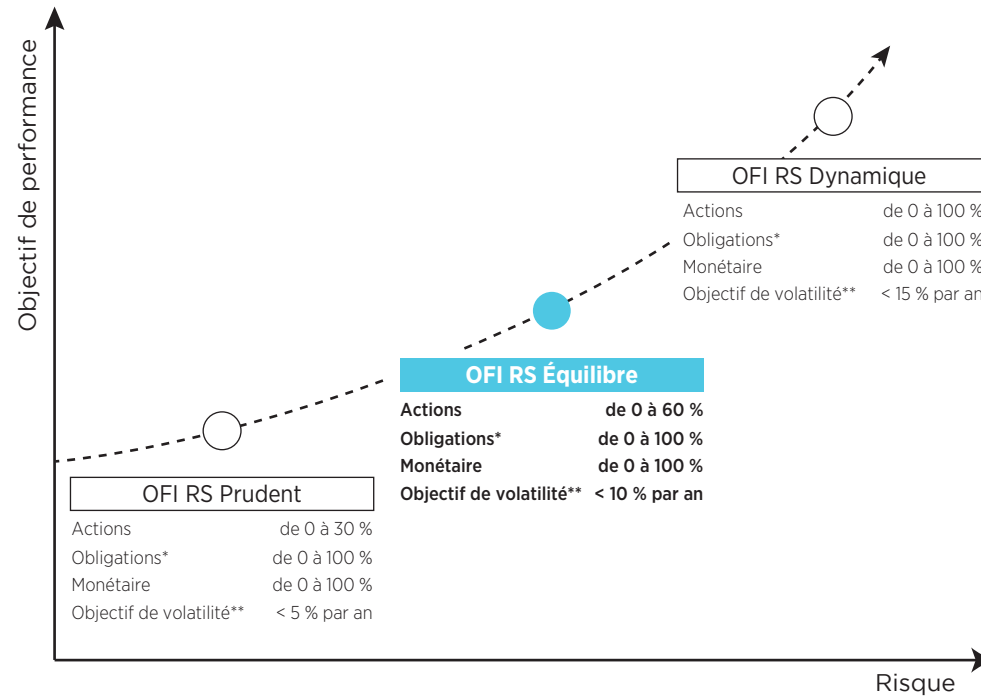 Objectif de performance
OFI RS Dynamique
Actions de 0 à 100 %
Obligations* de 0 à 100 %
Monétaire de 0 à 100 %
Objectif de volatilité** < 15 % par an
OFI RS Équilibre
Actions de 0 à 60 %
Obligations* de 0 à 100 %
Monétaire de 0 à 100 %
Objectif de volatilité** < 10 % par an
OFI RS Prudent
Actions de 0 à 30 %
Obligations* de 0 à 100 %
Monétaire de 0 à 100 %
Objectif de volatilité** < 5 % par an
Risque